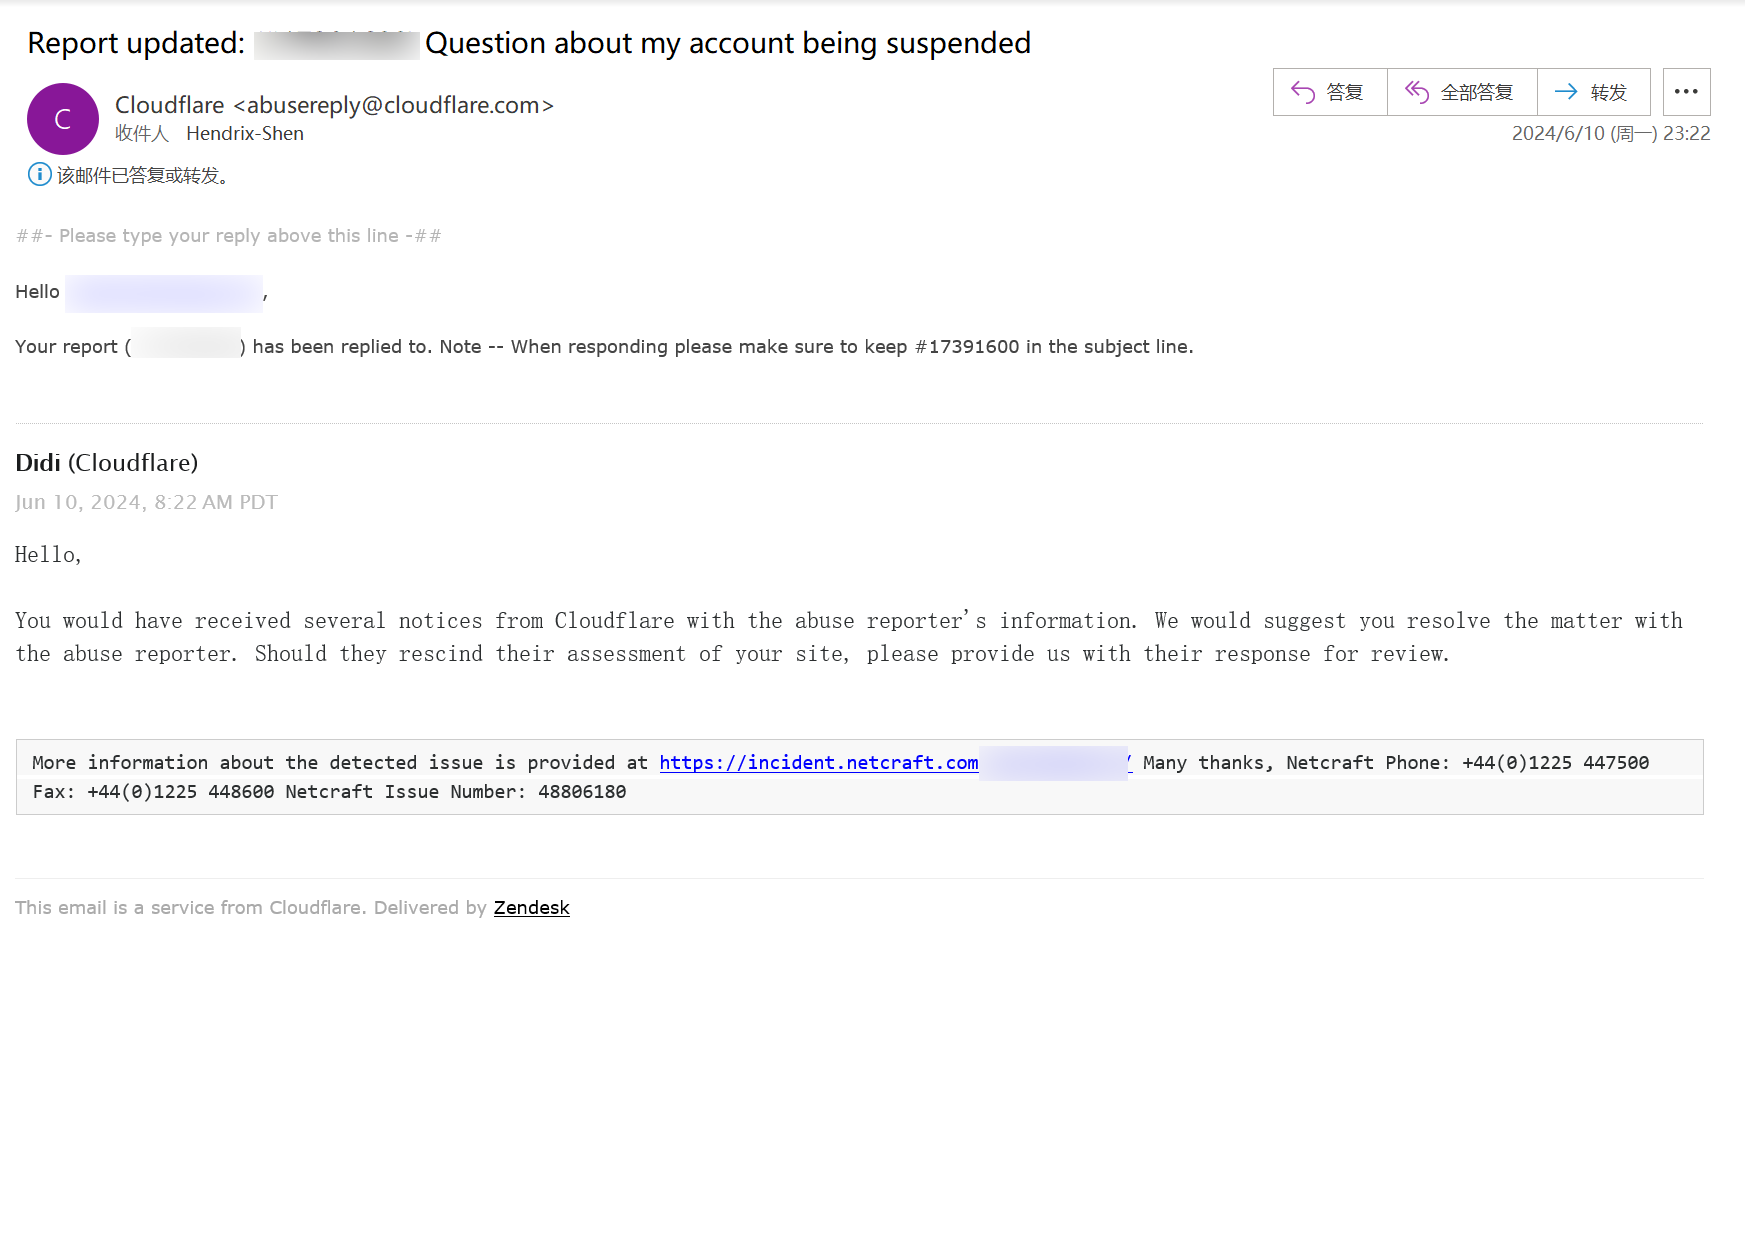 Report updated: Question about my account being suspended
C
Cloudflare <abusereply@cloudflare.com>
收件人 Hendrix-Shen
答复
全部答复
转发
2024/6/10 (周一) 23:22
该邮件已答复或转发。
##- Please type your reply above this line -##
Hello ,
Your report ( ) has been replied to. Note -- When responding please make sure to keep #17391600 in the subject line.
Didi (Cloudflare)
Jun 10, 2024, 8:22 AM PDT
Hello,
You would have received several notices from Cloudflare with the abuse reporter's information. We would suggest you resolve the matter with
the abuse reporter. Should they rescind their assessment of your site, please provide us with their response for review.
More information about the detected issue is provided at https://incident.netcraft.com / Many thanks, Netcraft Phone: +44(0)1225 447500
Fax: +44(0)1225 448600 Netcraft Issue Number: 48806180
This email is a service from Cloudflare. Delivered by Zendesk